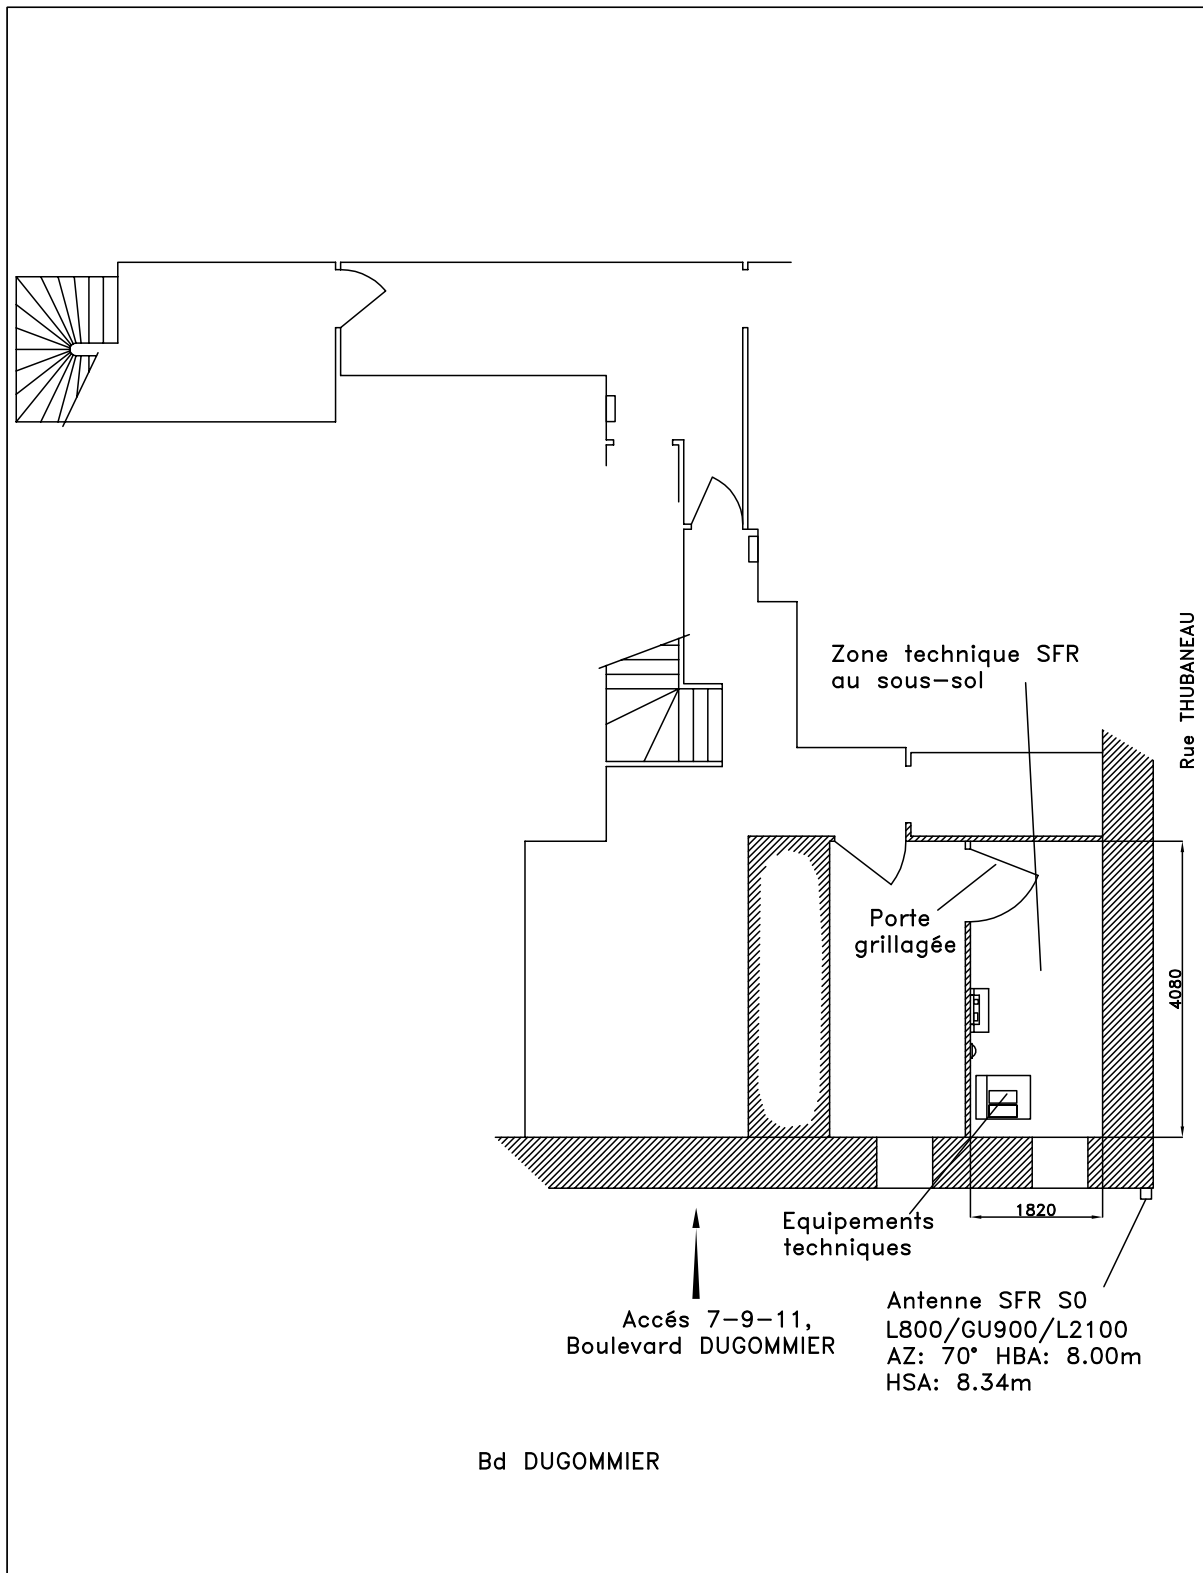 Zone technique SFR
au sous-sol
Rue THUBANEAU
Porte
grillagée
4080
1820
Equipements
techniques
Accés 7-9-11,
Boulevard DUGOMMIER
Antenne SFR S0
L800/GU900/L2100
AZ: 70° HBA: 8.00m
HSA: 8.34m
Bd DUGOMMIER